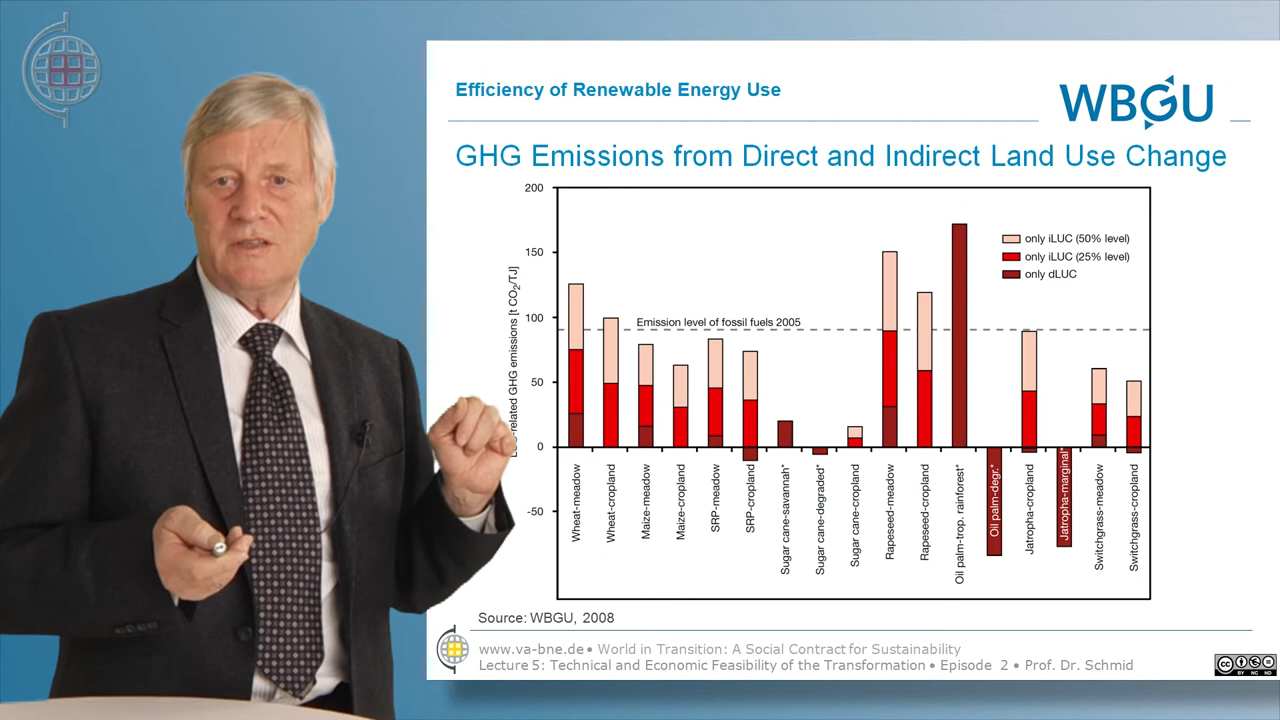 Efficiency of Renewable Energy Use
WBGU
GHG Emissions from Direct and Indirect Land Use Change
200
150
100
50
0
-50
-related GHG emissions [t CO2/TJ]
only iLUC (50% level)
only iLUC (25% level)
only dLUC
Emission level of fossil fuels 2005
Wheat-meadow
Wheat-cropland
Maize-meadow
Maize-cropland
SRP-meadow
SRP-cropland
Sugar cane-savannah*
Sugar cane-degraded*
Sugar cane-cropland
Rapeseed-meadow
Rapeseed-cropland
Oil palm-trop. rainforest*
Oil palm-degr.*
Jatropha-cropland
Jatropha-marginal*
Switchgrass-meadow
Switchgrass-cropland
Source: WBGU, 2008
www.va-bne.de • World in Transition: A Social Contract for Sustainability
Lecture 5: Technical and Economic Feasibility of the Transformation • Episode 2 • Prof. Dr. Schmid
cc
BY NC ND